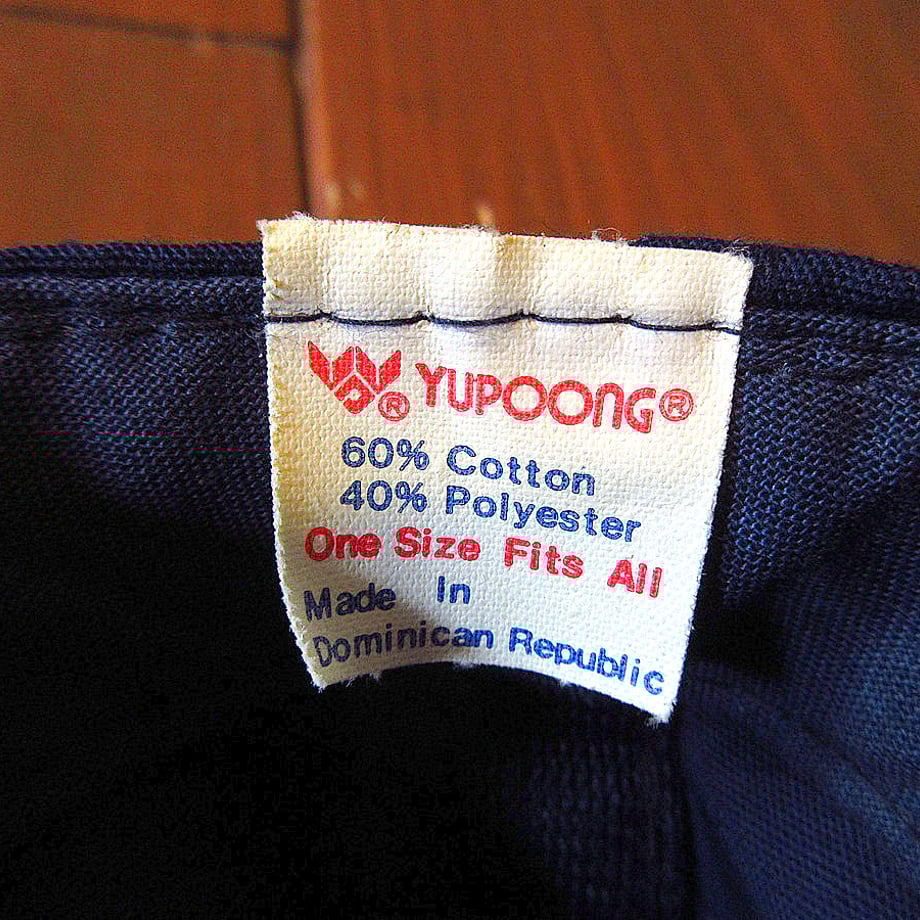 ® YUPOONG®
60% Cotton
40% Polyester
One Size Fits All
Made In
Dominican Republic